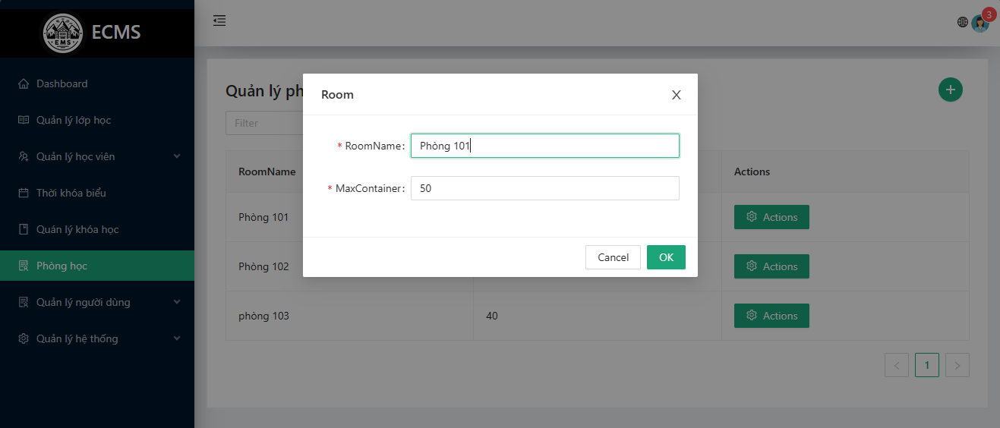 EMS
ECMS
3
Dashboard
Quản lý lớp học
Quản lý học viên
Thời khóa biểu
Quán lý khóa học
Phòng học
Quản lý người dùng
Quản lý hệ thống
Quản lý ph
Filter
RoomName
Actions
Phòng 101
Actions
Phòng 102
Actions
phòng 103
40
Actions
1
Room
* RoomName:
Phòng 101
* MaxContainer:
50
Cancel
OK